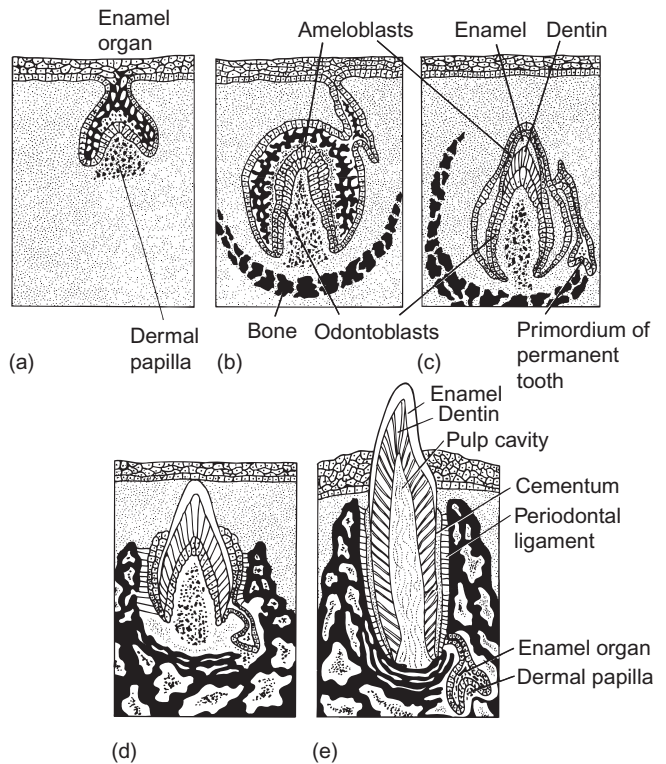 Enamel
organ
Ameloblasts
Enamel
Dentin
Dermal
papilla
Bone
Odontoblasts
Primordium of
permanent
tooth
(a)
(b)
(c)
Enamel
Dentin
Pulp cavity
Cementum
Periodontal
ligament
Enamel organ
Dermal papilla
(d)
(e)